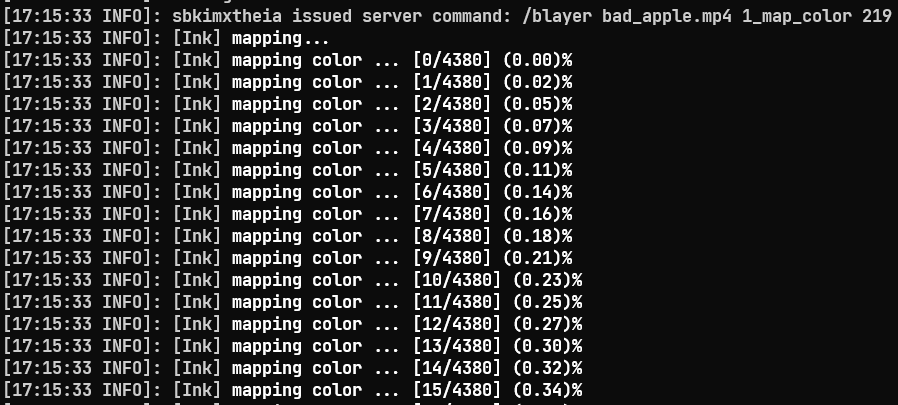 [17:15:33 INFO]: sbkimxtheia issued server command: /blayer bad_apple.mp4 1_map_color 219
[17:15:33 INFO]: [Ink] mapping...
[17:15:33 INFO]: [Ink] mapping color ... [0/4380] (0.00)%
[17:15:33 INFO]: [Ink] mapping color ... [1/4380] (0.02)%
[17:15:33 INFO]: [Ink] mapping color ... [2/4380] (0.05)%
[17:15:33 INFO]: [Ink] mapping color ... [3/4380] (0.07)%
[17:15:33 INFO]: [Ink] mapping color ... [4/4380] (0.09)%
[17:15:33 INFO]: [Ink] mapping color ... [5/4380] (0.11)%
[17:15:33 INFO]: [Ink] mapping color ... [6/4380] (0.14)%
[17:15:33 INFO]: [Ink] mapping color ... [7/4380] (0.16)%
[17:15:33 INFO]: [Ink] mapping color ... [8/4380] (0.18)%
[17:15:33 INFO]: [Ink] mapping color ... [9/4380] (0.21)%
[17:15:33 INFO]: [Ink] mapping color ... [10/4380] (0.23)%
[17:15:33 INFO]: [Ink] mapping color ... [11/4380] (0.25)%
[17:15:33 INFO]: [Ink] mapping color ... [12/4380] (0.27)%
[17:15:33 INFO]: [Ink] mapping color ... [13/4380] (0.30)%
[17:15:33 INFO]: [Ink] mapping color ... [14/4380] (0.32)%
[17:15:33 INFO]: [Ink] mapping color ... [15/4380] (0.34)%